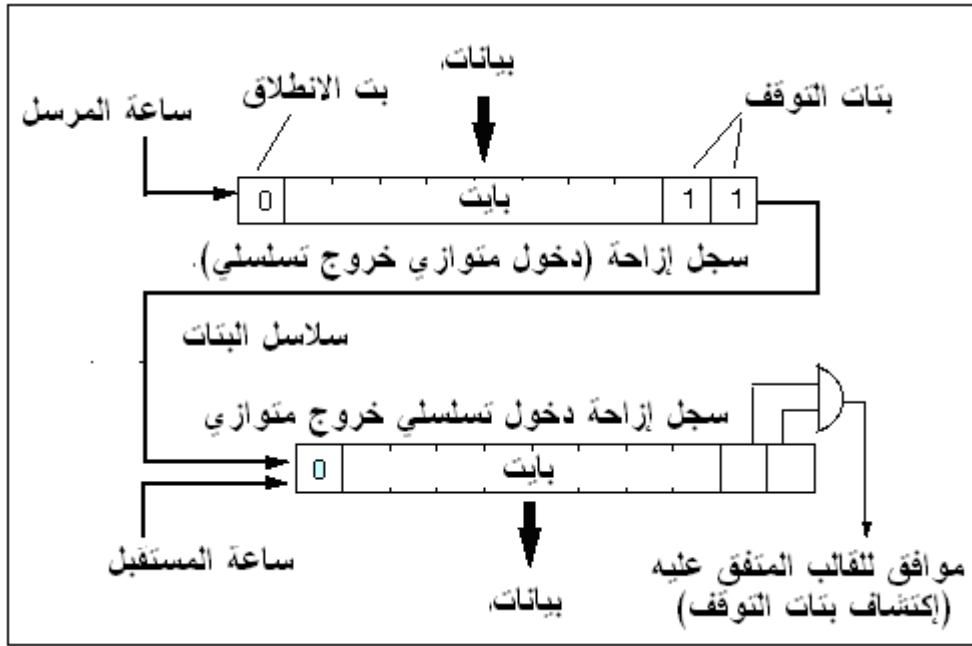 بيانات،
بت الانطلاق
بتات التوقف
ساعة المرسل
0
بايت
1
1
سجل إزاحة (دخول متوازي خروج تسلسلي).
سلاسل البتات
سجل إزاحة دخول تسلسلي خروج متوازي
0
بايت
ساعة المستقبل
بيانات،
موافق للقالب المتفق عليه
(إكتشاف بتات التوقف)